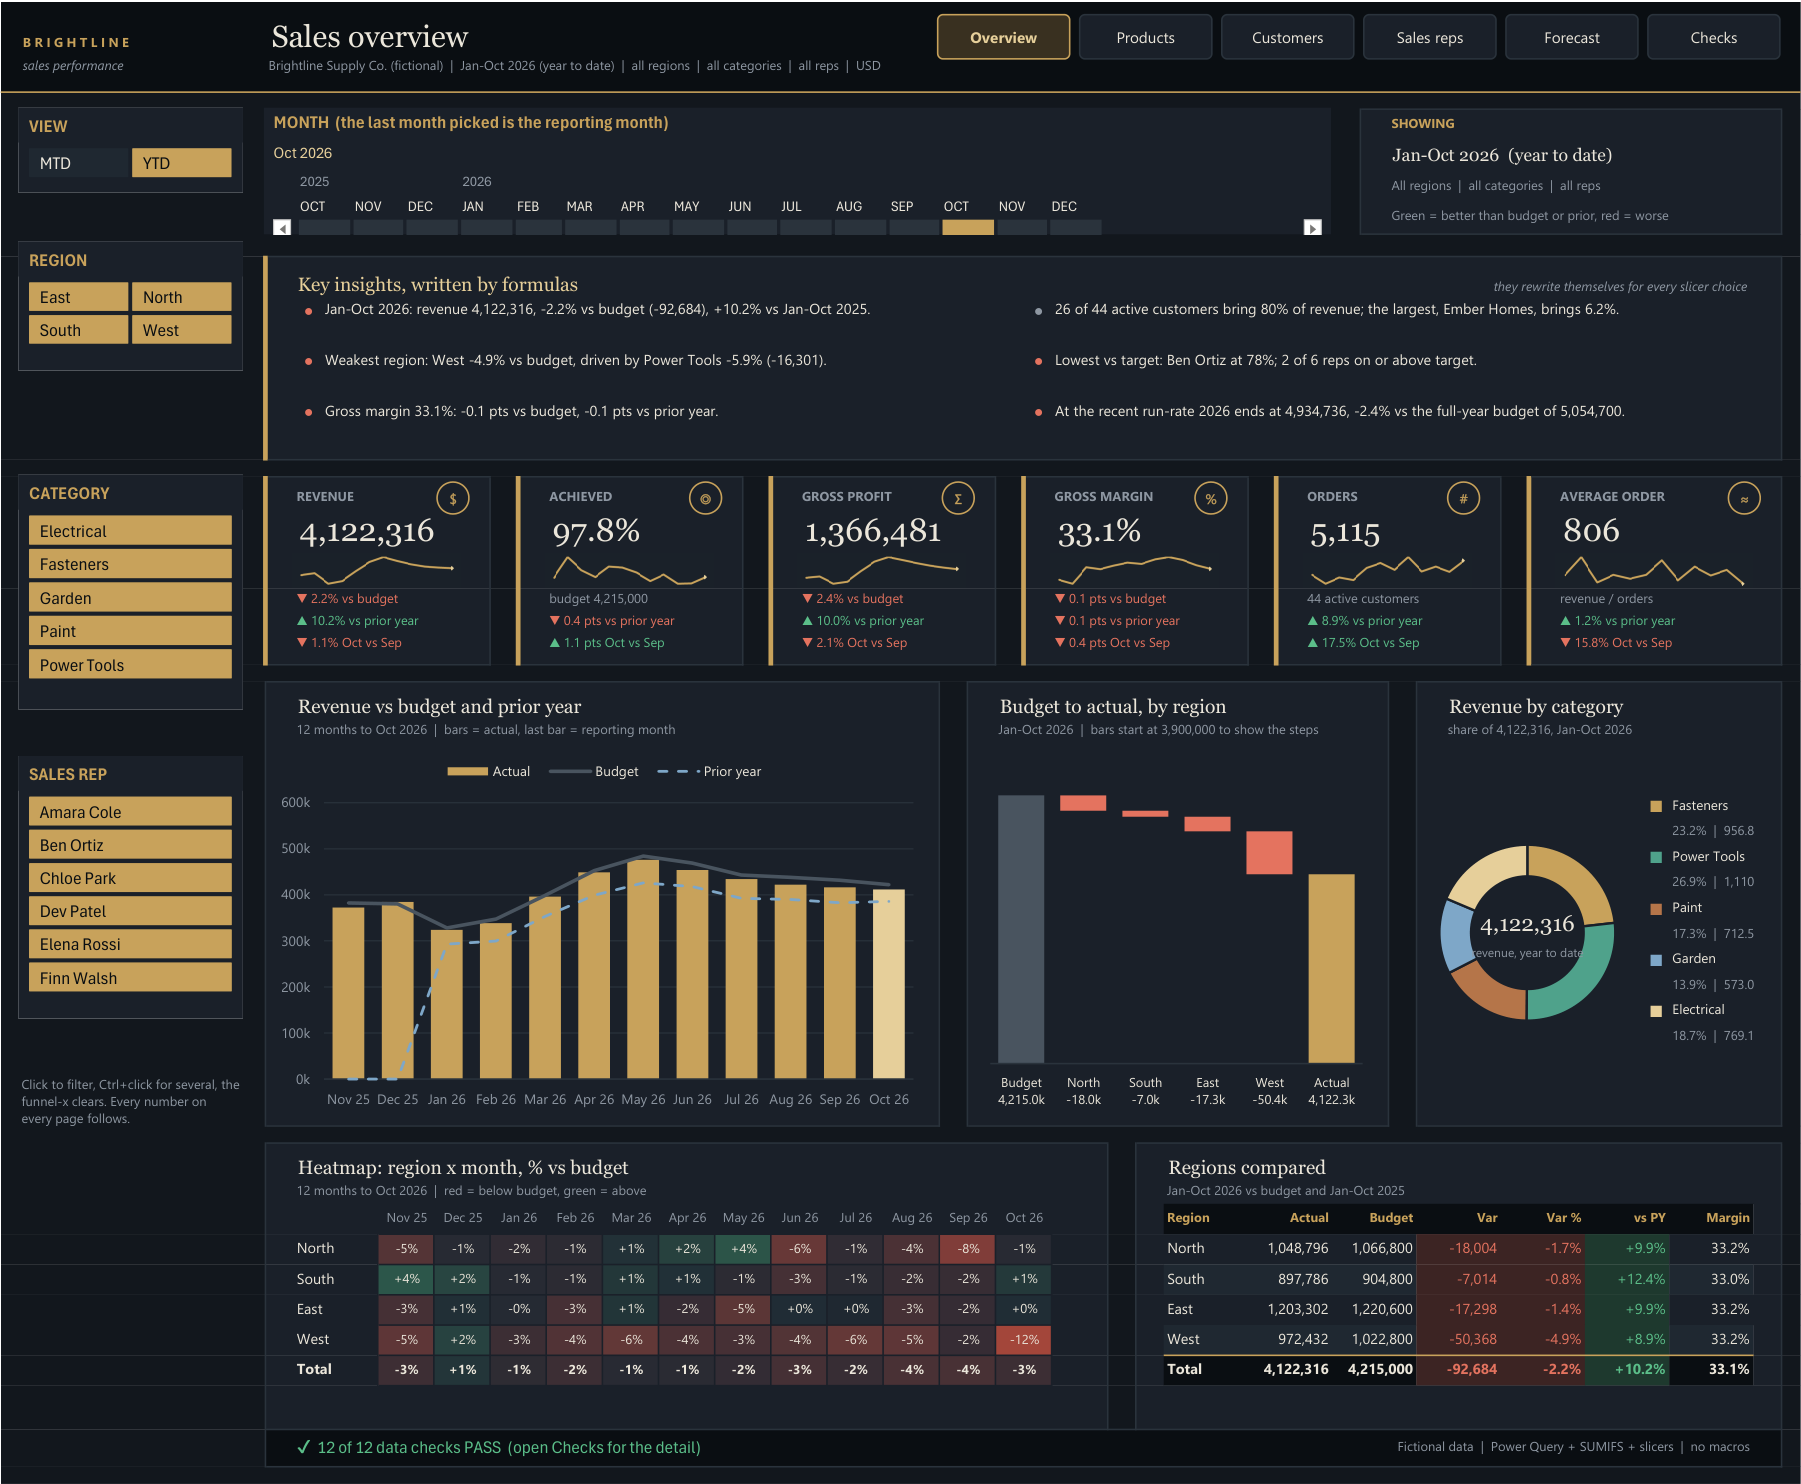 BRIGHTLINE
sales performance
Sales overview
Brightline Supply Co. (fictional) | Jan-Oct 2026 (year to date) | all regions | all categories | all reps | USD
Overview
Products
Customers
Sales reps
Forecast
Checks
VIEW
MTD
YTD
MONTH (the last month picked is the reporting month)
Oct 2026
2025 2026
OCT NOV DEC JAN FEB MAR APR MAY JUN JUL AUG SEP OCT NOV DEC
SHOWING
Jan-Oct 2026 (year to date)
All regions | all categories | all reps
Green = better than budget or prior, red = worse
REGION
East North
South West
Key insights, written by formulas
they rewrite themselves for every slicer choice
Jan-Oct 2026: revenue 4,122,316, -2.2% vs budget (-92,684), +10.2% vs Jan-Oct 2025.
Weakest region: West -4.9% vs budget, driven by Power Tools -5.9% (-16,301).
Gross margin 33.1%: -0.1 pts vs budget, -0.1 pts vs prior year.
26 of 44 active customers bring 80% of revenue; the largest, Ember Homes, brings 6.2%.
Lowest vs target: Ben Ortiz at 78%; 2 of 6 reps on or above target.
At the recent run-rate 2026 ends at 4,934,736, -2.4% vs the full-year budget of 5,054,700.
CATEGORY
Electrical
Fasteners
Garden
Paint
Power Tools
REVENUE $
4,122,316
▼ 2.2% vs budget
▲ 10.2% vs prior year
▼ 1.1% Oct vs Sep
ACHIEVED ◎
97.8%
budget 4,215,000
▼ 0.4 pts vs prior year
▲ 1.1 pts Oct vs Sep
GROSS PROFIT Σ
1,366,481
▼ 2.4% vs budget
▲ 10.0% vs prior year
▼ 2.1% Oct vs Sep
GROSS MARGIN %
33.1%
▼ 0.1 pts vs budget
▼ 0.1 pts vs prior year
▼ 0.4 pts Oct vs Sep
ORDERS #
5,115
44 active customers
▲ 8.9% vs prior year
▲ 17.5% Oct vs Sep
AVERAGE ORDER ≈
806
revenue / orders
▲ 1.2% vs prior year
▼ 15.8% Oct vs Sep
SALES REP
Amara Cole
Ben Ortiz
Chloe Park
Dev Patel
Elena Rossi
Finn Walsh
Click to filter, Ctrl+click for several, the
funnel-x clears. Every number on
every page follows.
Revenue vs budget and prior year
12 months to Oct 2026 | bars = actual, last bar = reporting month
Actual Budget Prior year
600k
500k
400k
300k
200k
100k
0k
Nov 25 Dec 25 Jan 26 Feb 26 Mar 26 Apr 26 May 26 Jun 26 Jul 26 Aug 26 Sep 26 Oct 26
Budget to actual, by region
Jan-Oct 2026 | bars start at 3,900,000 to show the steps
Budget North South East West Actual
4,215.0k -18.0k -7.0k -17.3k -50.4k 4,122.3k
Revenue by category
share of 4,122,316, Jan-Oct 2026
4,122,316
revenue, year to date
Fasteners
23.2% | 956.8
Power Tools
26.9% | 1,110
Paint
17.3% | 712.5
Garden
13.9% | 573.0
Electrical
18.7% | 769.1
Heatmap: region x month, % vs budget
12 months to Oct 2026 | red = below budget, green = above
Nov 25 Dec 25 Jan 26 Feb 26 Mar 26 Apr 26 May 26 Jun 26 Jul 26 Aug 26 Sep 26 Oct 26
North -5% -1% -2% -1% +1% +2% +4% -6% -1% -4% -8% -1%
South +4% +2% -1% -1% +1% +1% -1% -3% -1% -2% -2% +1%
East -3% +1% -0% -3% +1% -2% -5% +0% +0% -3% -2% +0%
West -5% +2% -3% -4% -6% -4% -3% -4% -6% -5% -2% -12%
Total -3% +1% -1% -2% -1% -1% -2% -3% -2% -4% -4% -3%
Regions compared
Jan-Oct 2026 vs budget and Jan-Oct 2025
Region Actual Budget Var Var % vs PY Margin
North 1,048,796 1,066,800 -18,004 -1.7% +9.9% 33.2%
South 897,786 904,800 -7,014 -0.8% +12.4% 33.0%
East 1,203,302 1,220,600 -17,298 -1.4% +9.9% 33.2%
West 972,432 1,022,800 -50,368 -4.9% +8.9% 33.2%
Total 4,122,316 4,215,000 -92,684 -2.2% +10.2% 33.1%
✓ 12 of 12 data checks PASS (open Checks for the detail)
Fictional data | Power Query + SUMIFS + slicers | no macros